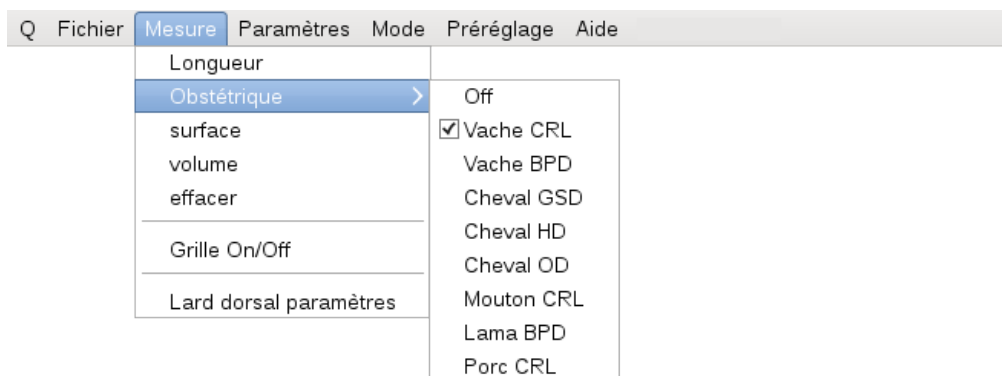 Q Fichier Mesure Paramètres Mode Préréglage Aide
Longueur
Obstétrique
surface
volume
effacer
Grille On/Off
Lard dorsal paramètres
Off
Vache CRL
Vache BPD
Cheval GSD
Cheval HD
Cheval OD
Mouton CRL
Lama BPD
Porc CRL